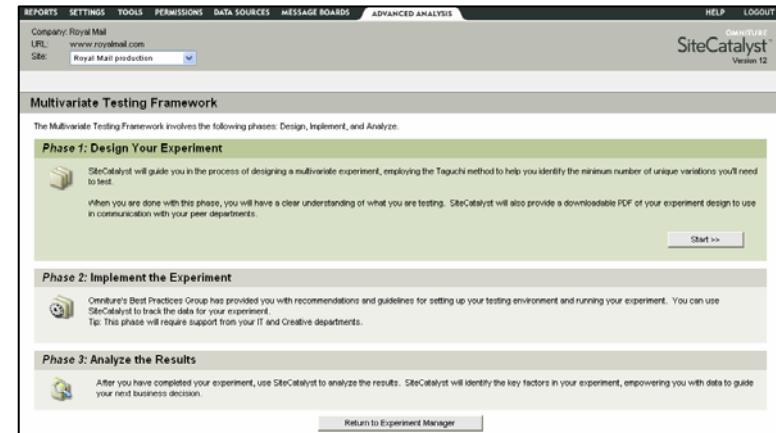 REPORTS SETTINGS TOOLS PERMISSIONS DATA SOURCES MESSAGE BOARDS ADVANCED ANALYSIS HELP LOGOUT
Company: Royal Mail
URL: www.royalmail.com
Site: Royal Mail production
OMNITURE
SiteCatalyst™
Version 12
Multivariate Testing Framework
The Multivariate Testing Framework involves the following phases: Design, Implement, and Analyze.
Phase 1: Design Your Experiment
SiteCatalyst will guide you in the process of designing a multivariate experiment, employing the Taguchi method to help you identify the minimum number of unique variations you'll need
to test.
When you are done with this phase, you will have a clear understanding of what you are testing. SiteCatalyst will also provide a downloadable PDF of your experiment design to use
in communication with your peer departments.
Start >>
Phase 2: Implement the Experiment
Omniture's Best Practices Group has provided you with recommendations and guidelines for setting up your testing environment and running your experiment. You can use
SiteCatalyst to track the data for your experiment.
Tip: This phase will require support from your IT and Creative departments.
Phase 3: Analyze the Results
After you have completed your experiment, use SiteCatalyst to analyze the results. SiteCatalyst will identify the key factors in your experiment, empowering you with data to guide
your next business decision.
Return to Experiment Manager